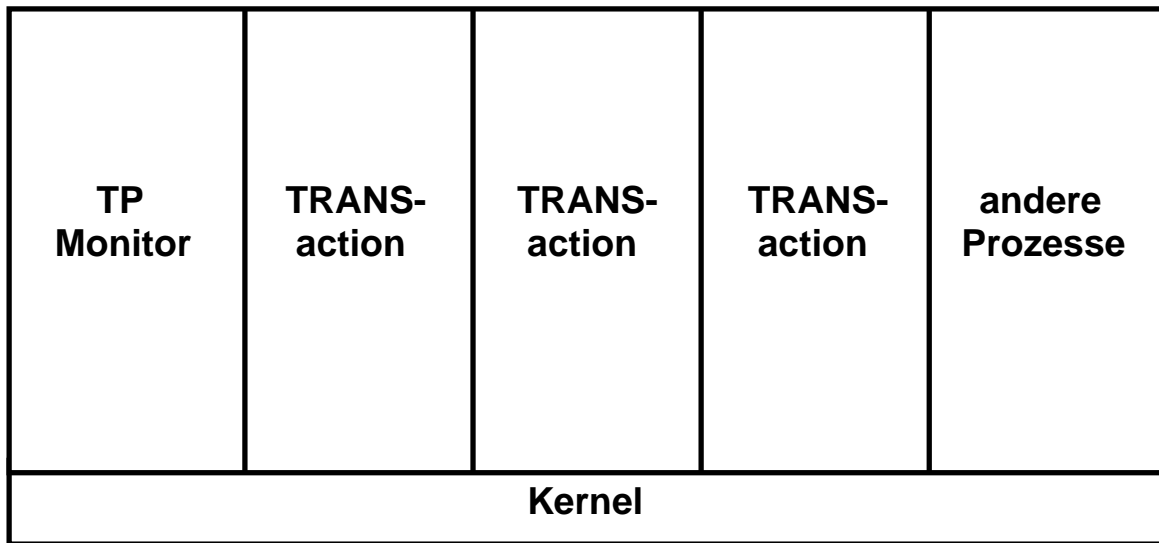 TP
Monitor
TRANS-
action
TRANS-
action
TRANS-
action
andere
Prozesse
Kernel